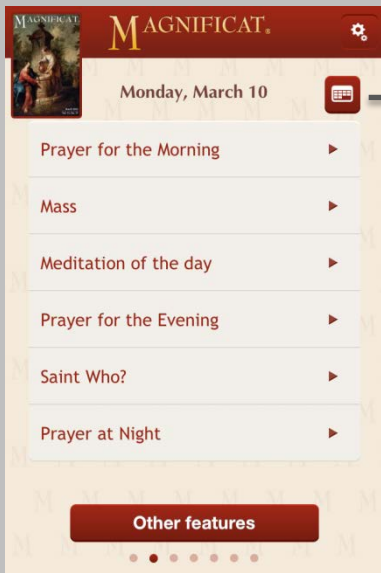 MAGNIFICAT®
MAGNIFICAT.
Monday, March 10
Prayer for the Morning
Mass
Meditation of the day
Prayer for the Evening
Saint Who?
Prayer at Night
Other features